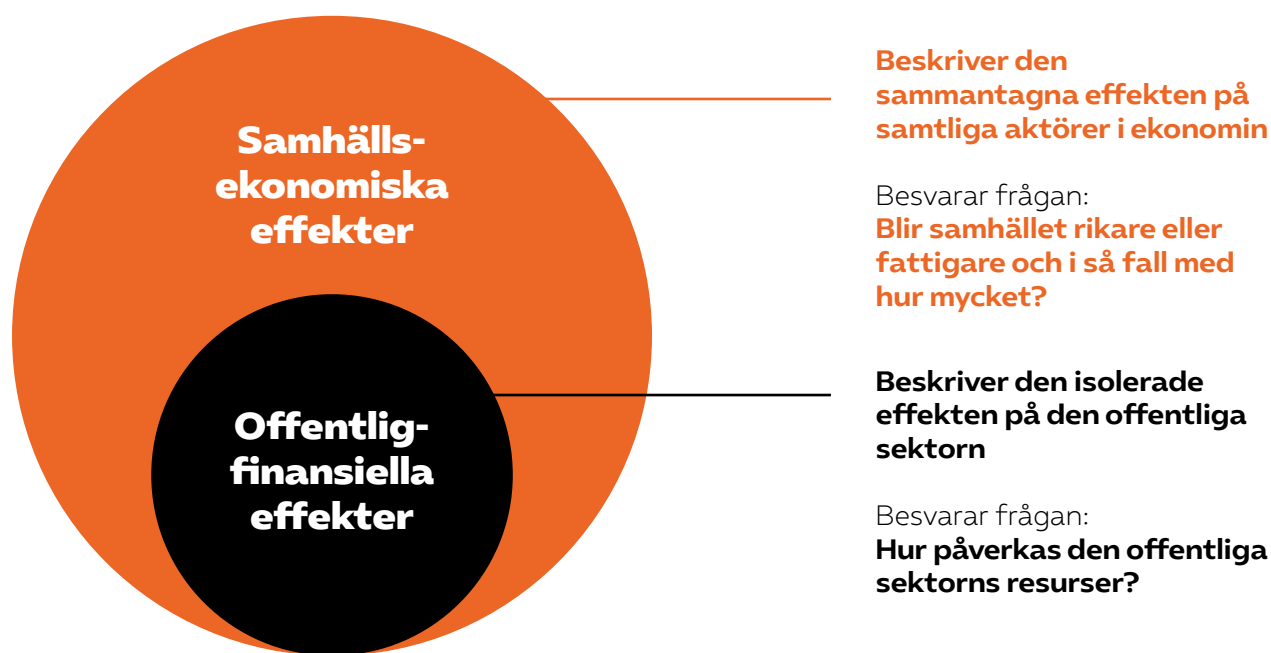 Samhälls-
ekonomiska
effekter
Offentlig-
finansiella
effekter
Beskriver den
sammantagna effekten på
samtliga aktörer i ekonomin
Besvarar frågan:
Blir samhället rikare eller
fattigare och i så fall med
hur mycket?
Beskriver den isolerade
effekten på den offentliga
sektorn
Besvarar frågan:
Hur påverkas den offentliga
sektorns resurser?